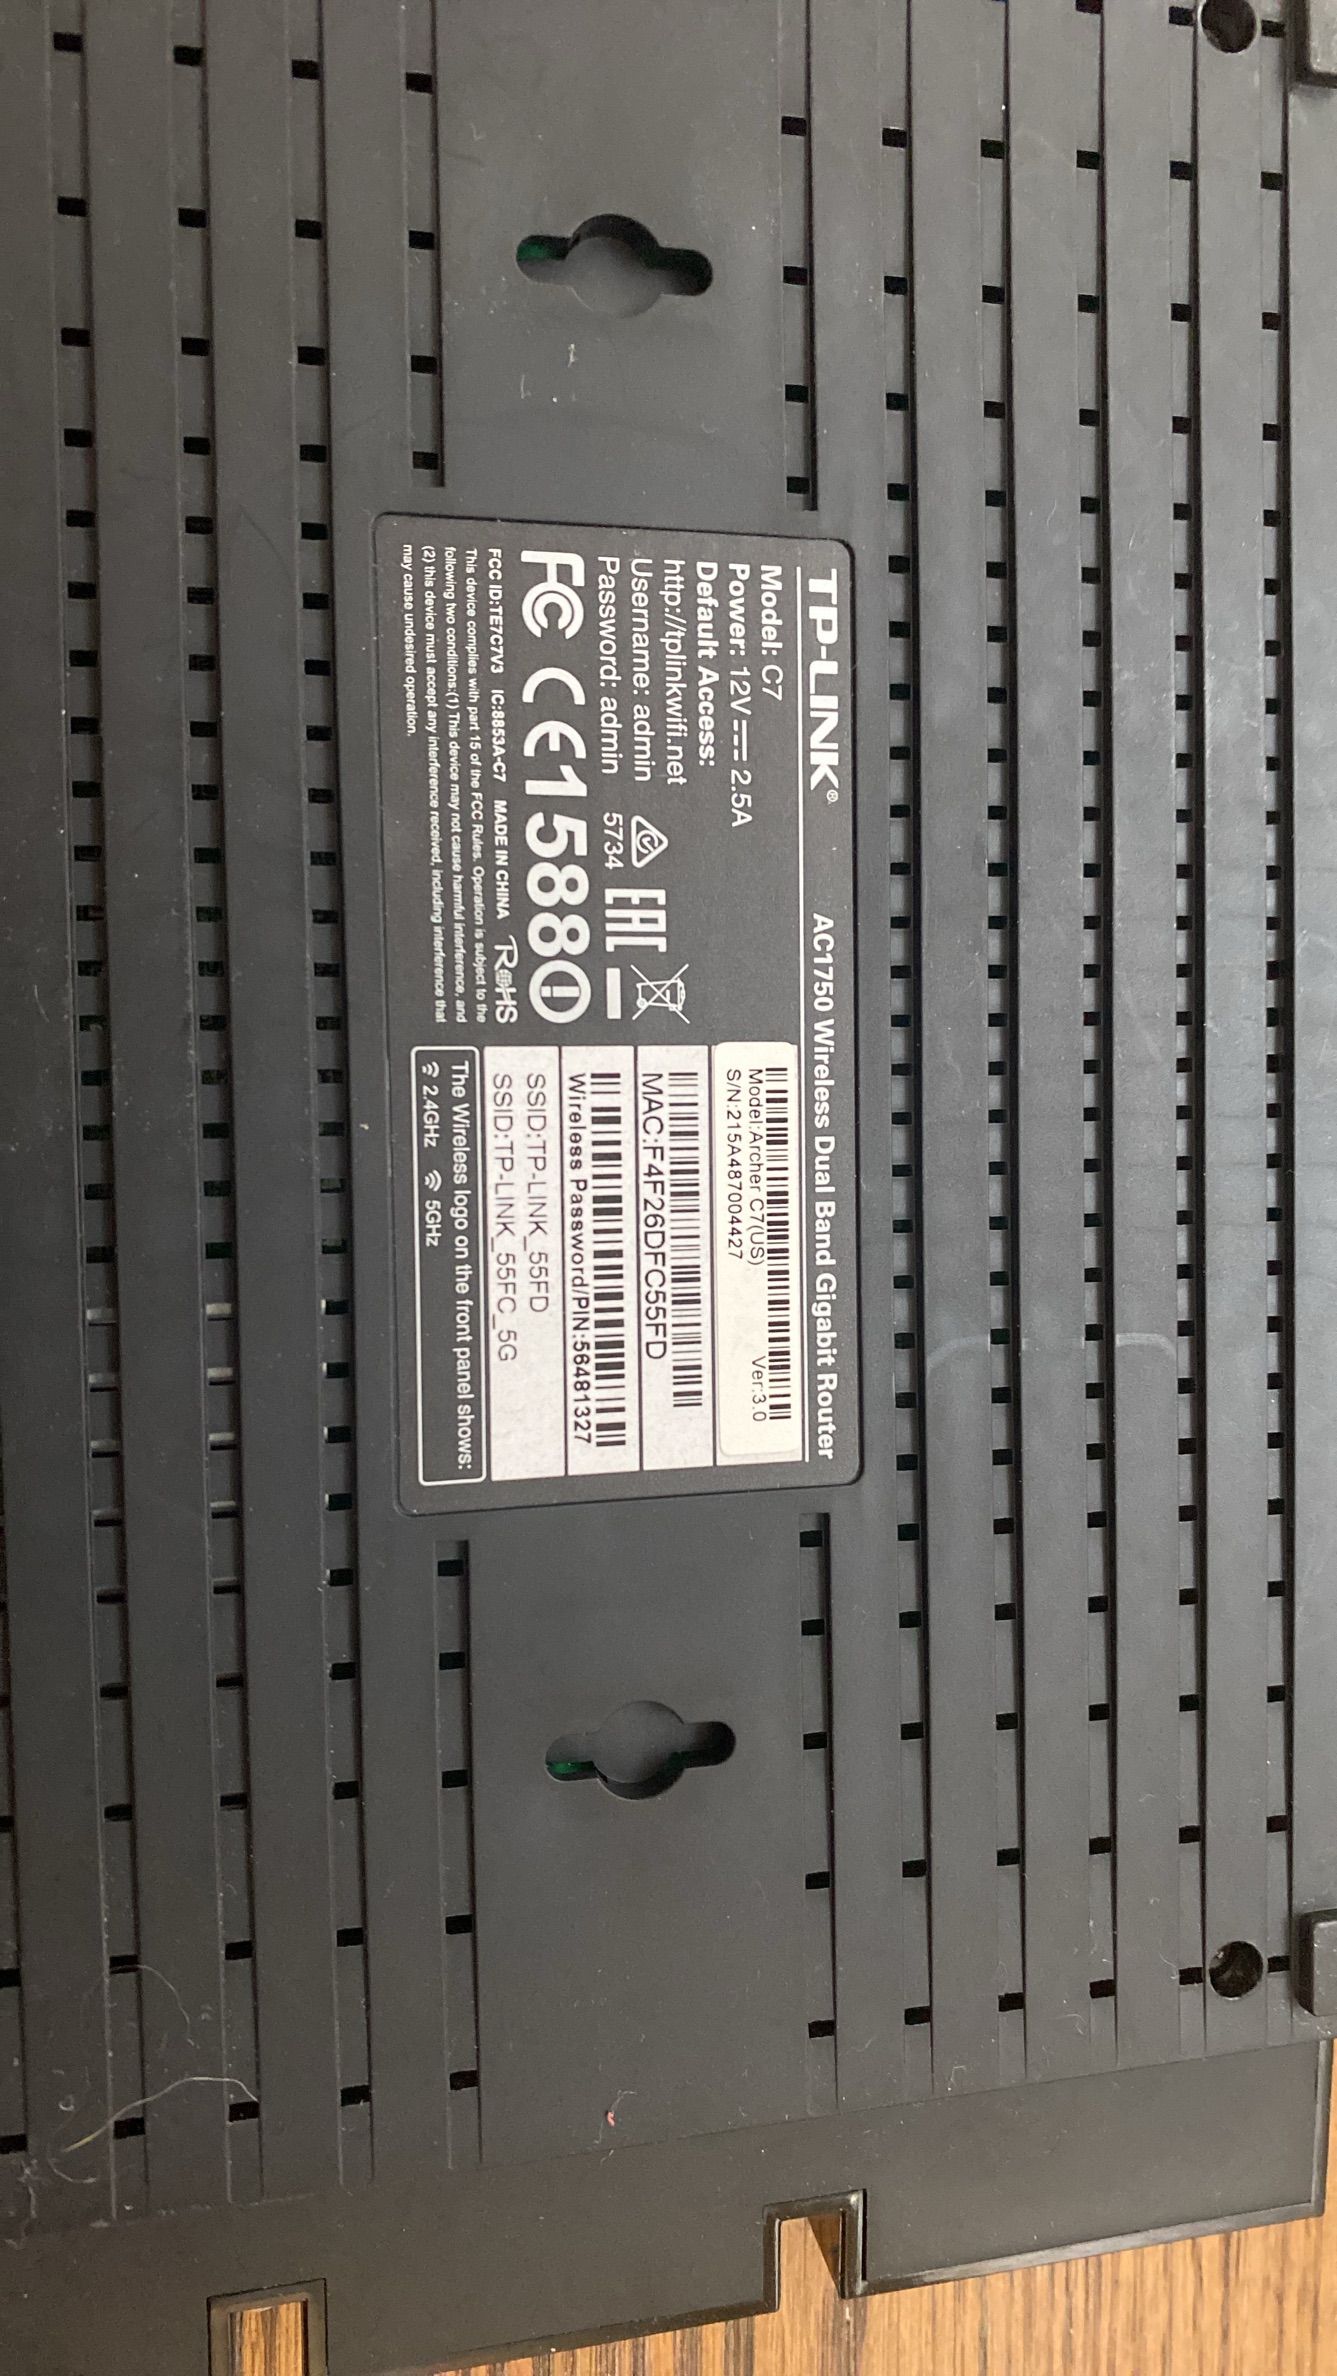 TP-LINK® AC1750 Wireless Dual Band Gigabit Router
Model: C7
Power: 12V⎓2.5A
Default Access:
http://tplinkwifi.net
Username: admin
Password: admin
5734
EAC
FC CE1588
FCC ID:TE7C7V3 IC:8853A-C7 MADE IN CHINA RoHS
This device complies with part 15 of the FCC Rules. Operation is subject to the
following two conditions:(1) This device may not cause harmful interference, and
(2) this device must accept any interference received, including interference that
may cause undesired operation.
Model:Archer C7(US) Ver:3.0
S/N:215A487004427
MAC:F4F26DFC55FD
Wireless Password/PIN:56481327
SSID:TP-LINK_55FD
SSID:TP-LINK_55FC_5G
The Wireless logo on the front panel shows:
2.4GHz 5GHz